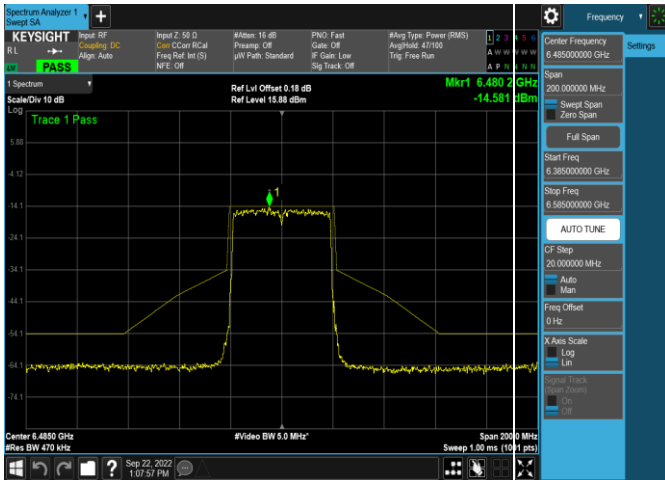 Spectrum Analyzer 1
Swept SA
Frequency
KEYSIGHT
R L
PASS
Input: RF
Coupling: DC
Align: Auto
Input Z: 50 Ω
Corr CCorr RCal
Freq Ref: Int (S)
NFE: Off
#Atten: 16 dB
Preamp: Off
µW Path: Standard
PNO: Fast
Gate: Off
IF Gain: Low
Sig Track: Off
#Avg Type: Power (RMS)
Avg|Hold: 47/100
Trig: Free Run
1 2 3 4 5 6
A W W W W W
A P N N N N
1 Spectrum
Scale/Div 10 dB
Log
Ref Lvl Offset 0.18 dB
Ref Level 15.88 dBm
Mkr1 6.480 2 GHz
-14.581 dBm
Trace 1 Pass
1
5.88
-4.12
-14.1
-24.1
-34.1
-44.1
-54.1
-64.1
-74.1
Center 6.4850 GHz
#Res BW 470 kHz
#Video BW 5.0 MHz*
Span 200.0 MHz
Sweep 1.00 ms (1001 pts)
Sep 22, 2022
1:07:57 PM
Center Frequency
6.485000000 GHz
Settings
Span
200.000000 MHz
Swept Span
Zero Span
Full Span
Start Freq
6.385000000 GHz
Stop Freq
6.585000000 GHz
AUTO TUNE
CF Step
20.000000 MHz
Auto
Man
Freq Offset
0 Hz
X Axis Scale
Log
Lin
Signal Track
(Span Zoom)
On
Off